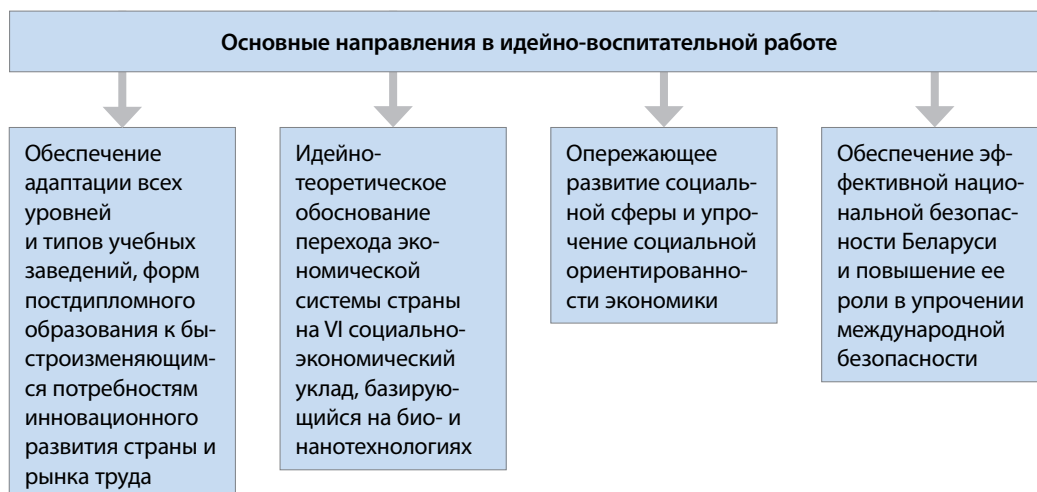 Основные направления в идейно-воспитательной работе
Обеспечение
адаптации всех
уровней
и типов учебных
заведений, форм
постдипломного
образования к бы-
строизменяющим-
ся потребностям
инновационного
развития страны и
рынка труда
Идейно-
теоретическое
обоснование
перехода эко-
номической
системы страны
на VI социально-
экономический
уклад, базирую-
щийся на био- и
нанотехнологиях
Опережающее
развитие социаль-
ной сферы и упро-
чение социальной
ориентированно-
сти экономики
Обеспечение эф-
фективной нацио-
нальной безопас-
ности Беларуси
и повышение ее
роли в упрочении
международной
безопасности